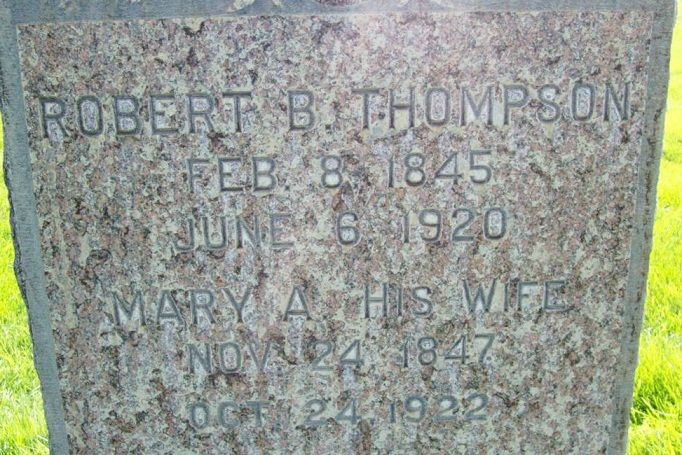 ROBERT B. THOMPSON
FEB. 8, 1845
JUNE 6, 1920
MARY A. HIS WIFE
NOV. 24, 1847
OCT. 24, 1922